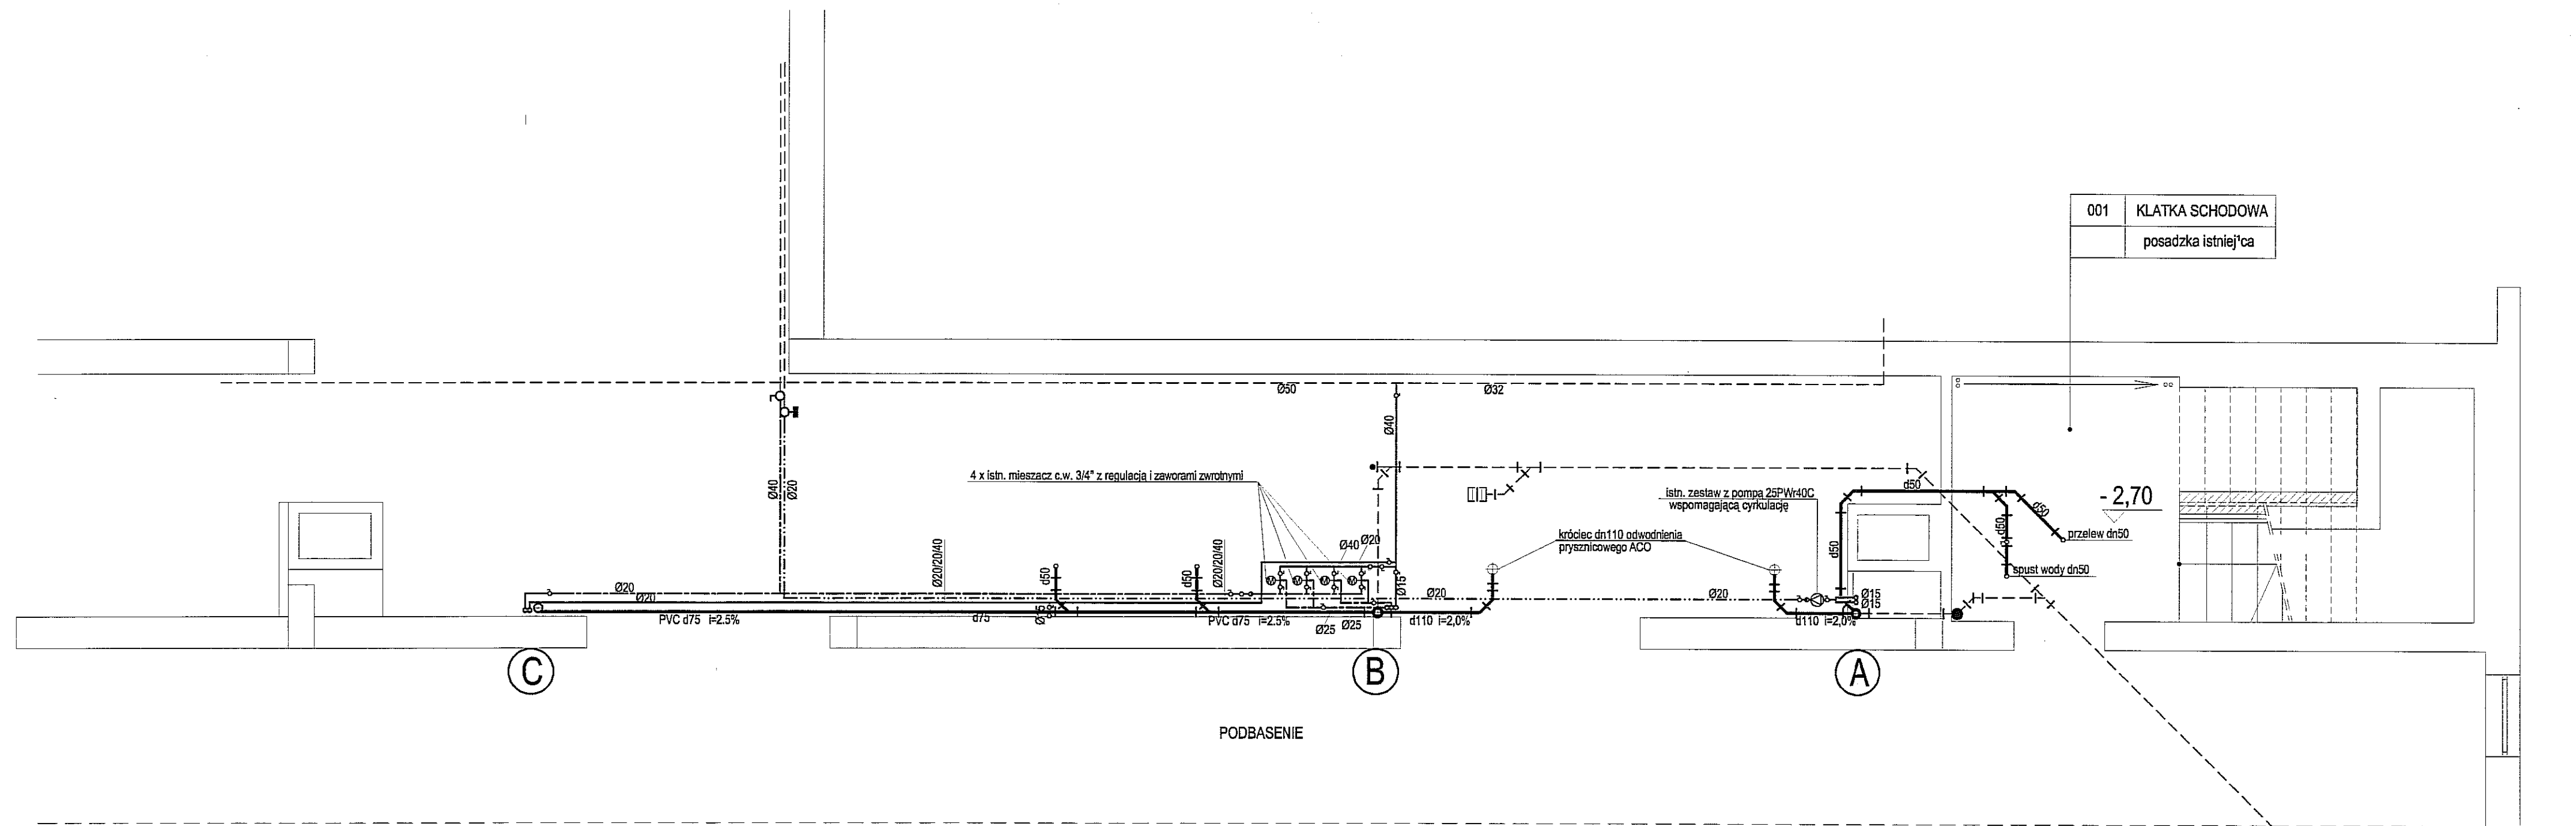 001 KLATKA SCHODOWA
posadzka istniej¹ca
Ø50
Ø32
Ø40
4 x istn. mieszacz c.w. 3/4" z regulacją i zaworami zwrotnymi
Ø40
Ø20
istn. zestaw z pompą 25PWr40C
wspomagającą cyrkulację
d50
- 2,70
d50
d50
przelew dn50
króciec dn110 odwodnienia
prysznicowego ACO
Ø40 Ø20
Ø20/20/40
Ø20/20/40
d50
d50
d50
spust wody dn50
M M M M
Ø20
Ø20
Ø15
Ø20
Ø20
Ø15
Ø15
Ø15
PVC d75 i=2.5%
d75
PVC d75 i=2.5%
Ø25
Ø25
d110 i=2,0%
d110 i=2,0%
C
B
A
PODBASENIE